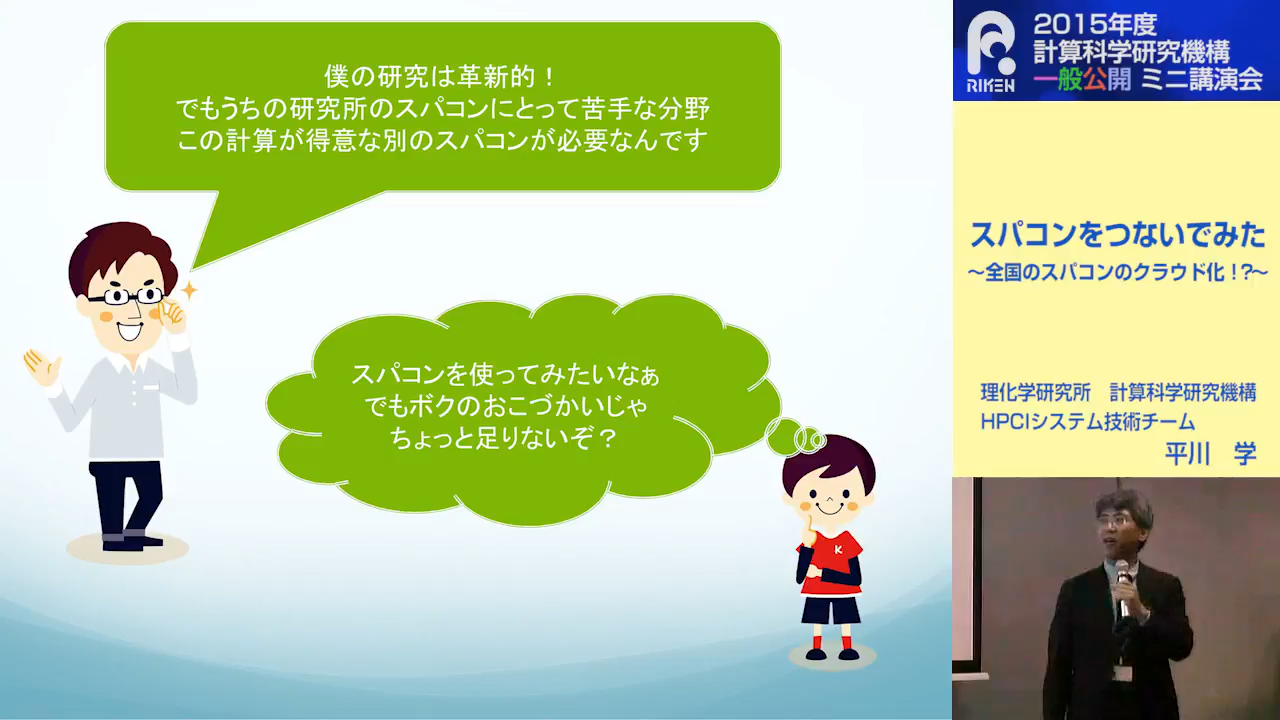 僕の研究は革新的！
でもうちの研究所のスパコンにとって苦手な分野
この計算が得意な別のスパコンが必要なんです
スパコンを使ってみたいなぁ
でもボクのおこづかいじゃ
ちょっと足りないぞ？
K
RIKEN
2015年度
計算科学研究機構
一般公開 ミニ講演会
スパコンをつないでみた
～全国のスパコンのクラウド化！?～
理化学研究所　計算科学研究機構
HPCIシステム技術チーム
平川　学